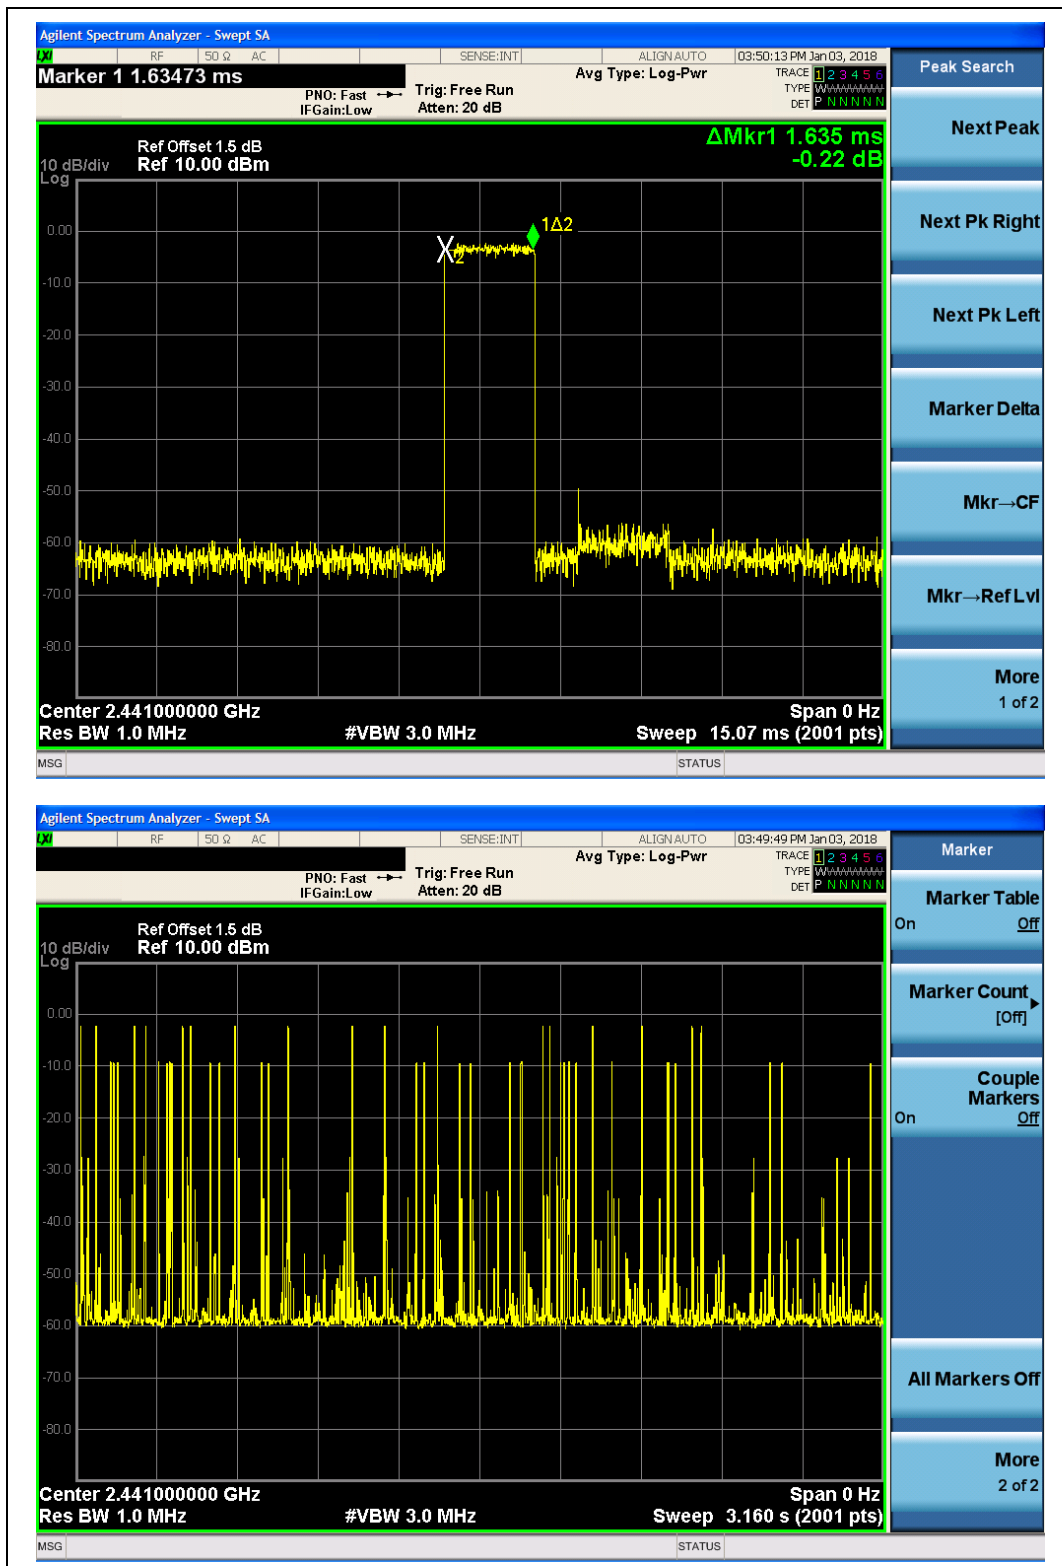 Agilent Spectrum Analyzer - Swept SA
LXI RF 50 Ω AC SENSE:INT ALIGNAUTO 03:50:13 PM Jan 03, 2018
Marker 1 1.63473 ms
PNO: Fast
IFGain:Low
Trig: Free Run
Atten: 20 dB
Avg Type: Log-Pwr
TRACE 1 2 3 4 5 6
TYPE
DET P N N N N N
Peak Search
Next Peak
Next Pk Right
Next Pk Left
Marker Delta
Mkr→CF
Mkr→Ref Lvl
More
1 of 2
ΔMkr1 1.635 ms
-0.22 dB
Ref Offset 1.5 dB
10 dB/div Ref 10.00 dBm
Log
0.00
-10.0
-20.0
-30.0
-40.0
-50.0
-60.0
-70.0
-80.0
1Δ2
2
Center 2.441000000 GHz Span 0 Hz
Res BW 1.0 MHz #VBW 3.0 MHz Sweep 15.07 ms (2001 pts)
MSG STATUS
Agilent Spectrum Analyzer - Swept SA
LXI RF 50 Ω AC SENSE:INT ALIGNAUTO 03:49:49 PM Jan 03, 2018
PNO: Fast
IFGain:Low
Trig: Free Run
Atten: 20 dB
Avg Type: Log-Pwr
TRACE 1 2 3 4 5 6
TYPE
DET P N N N N N
Marker
Marker Table
On Off
Marker Count
[Off]
Couple
Markers
On Off
All Markers Off
More
2 of 2
Ref Offset 1.5 dB
10 dB/div Ref 10.00 dBm
Log
0.00
-10.0
-20.0
-30.0
-40.0
-50.0
-60.0
-70.0
-80.0
Center 2.441000000 GHz Span 0 Hz
Res BW 1.0 MHz #VBW 3.0 MHz Sweep 3.160 s (2001 pts)
MSG STATUS